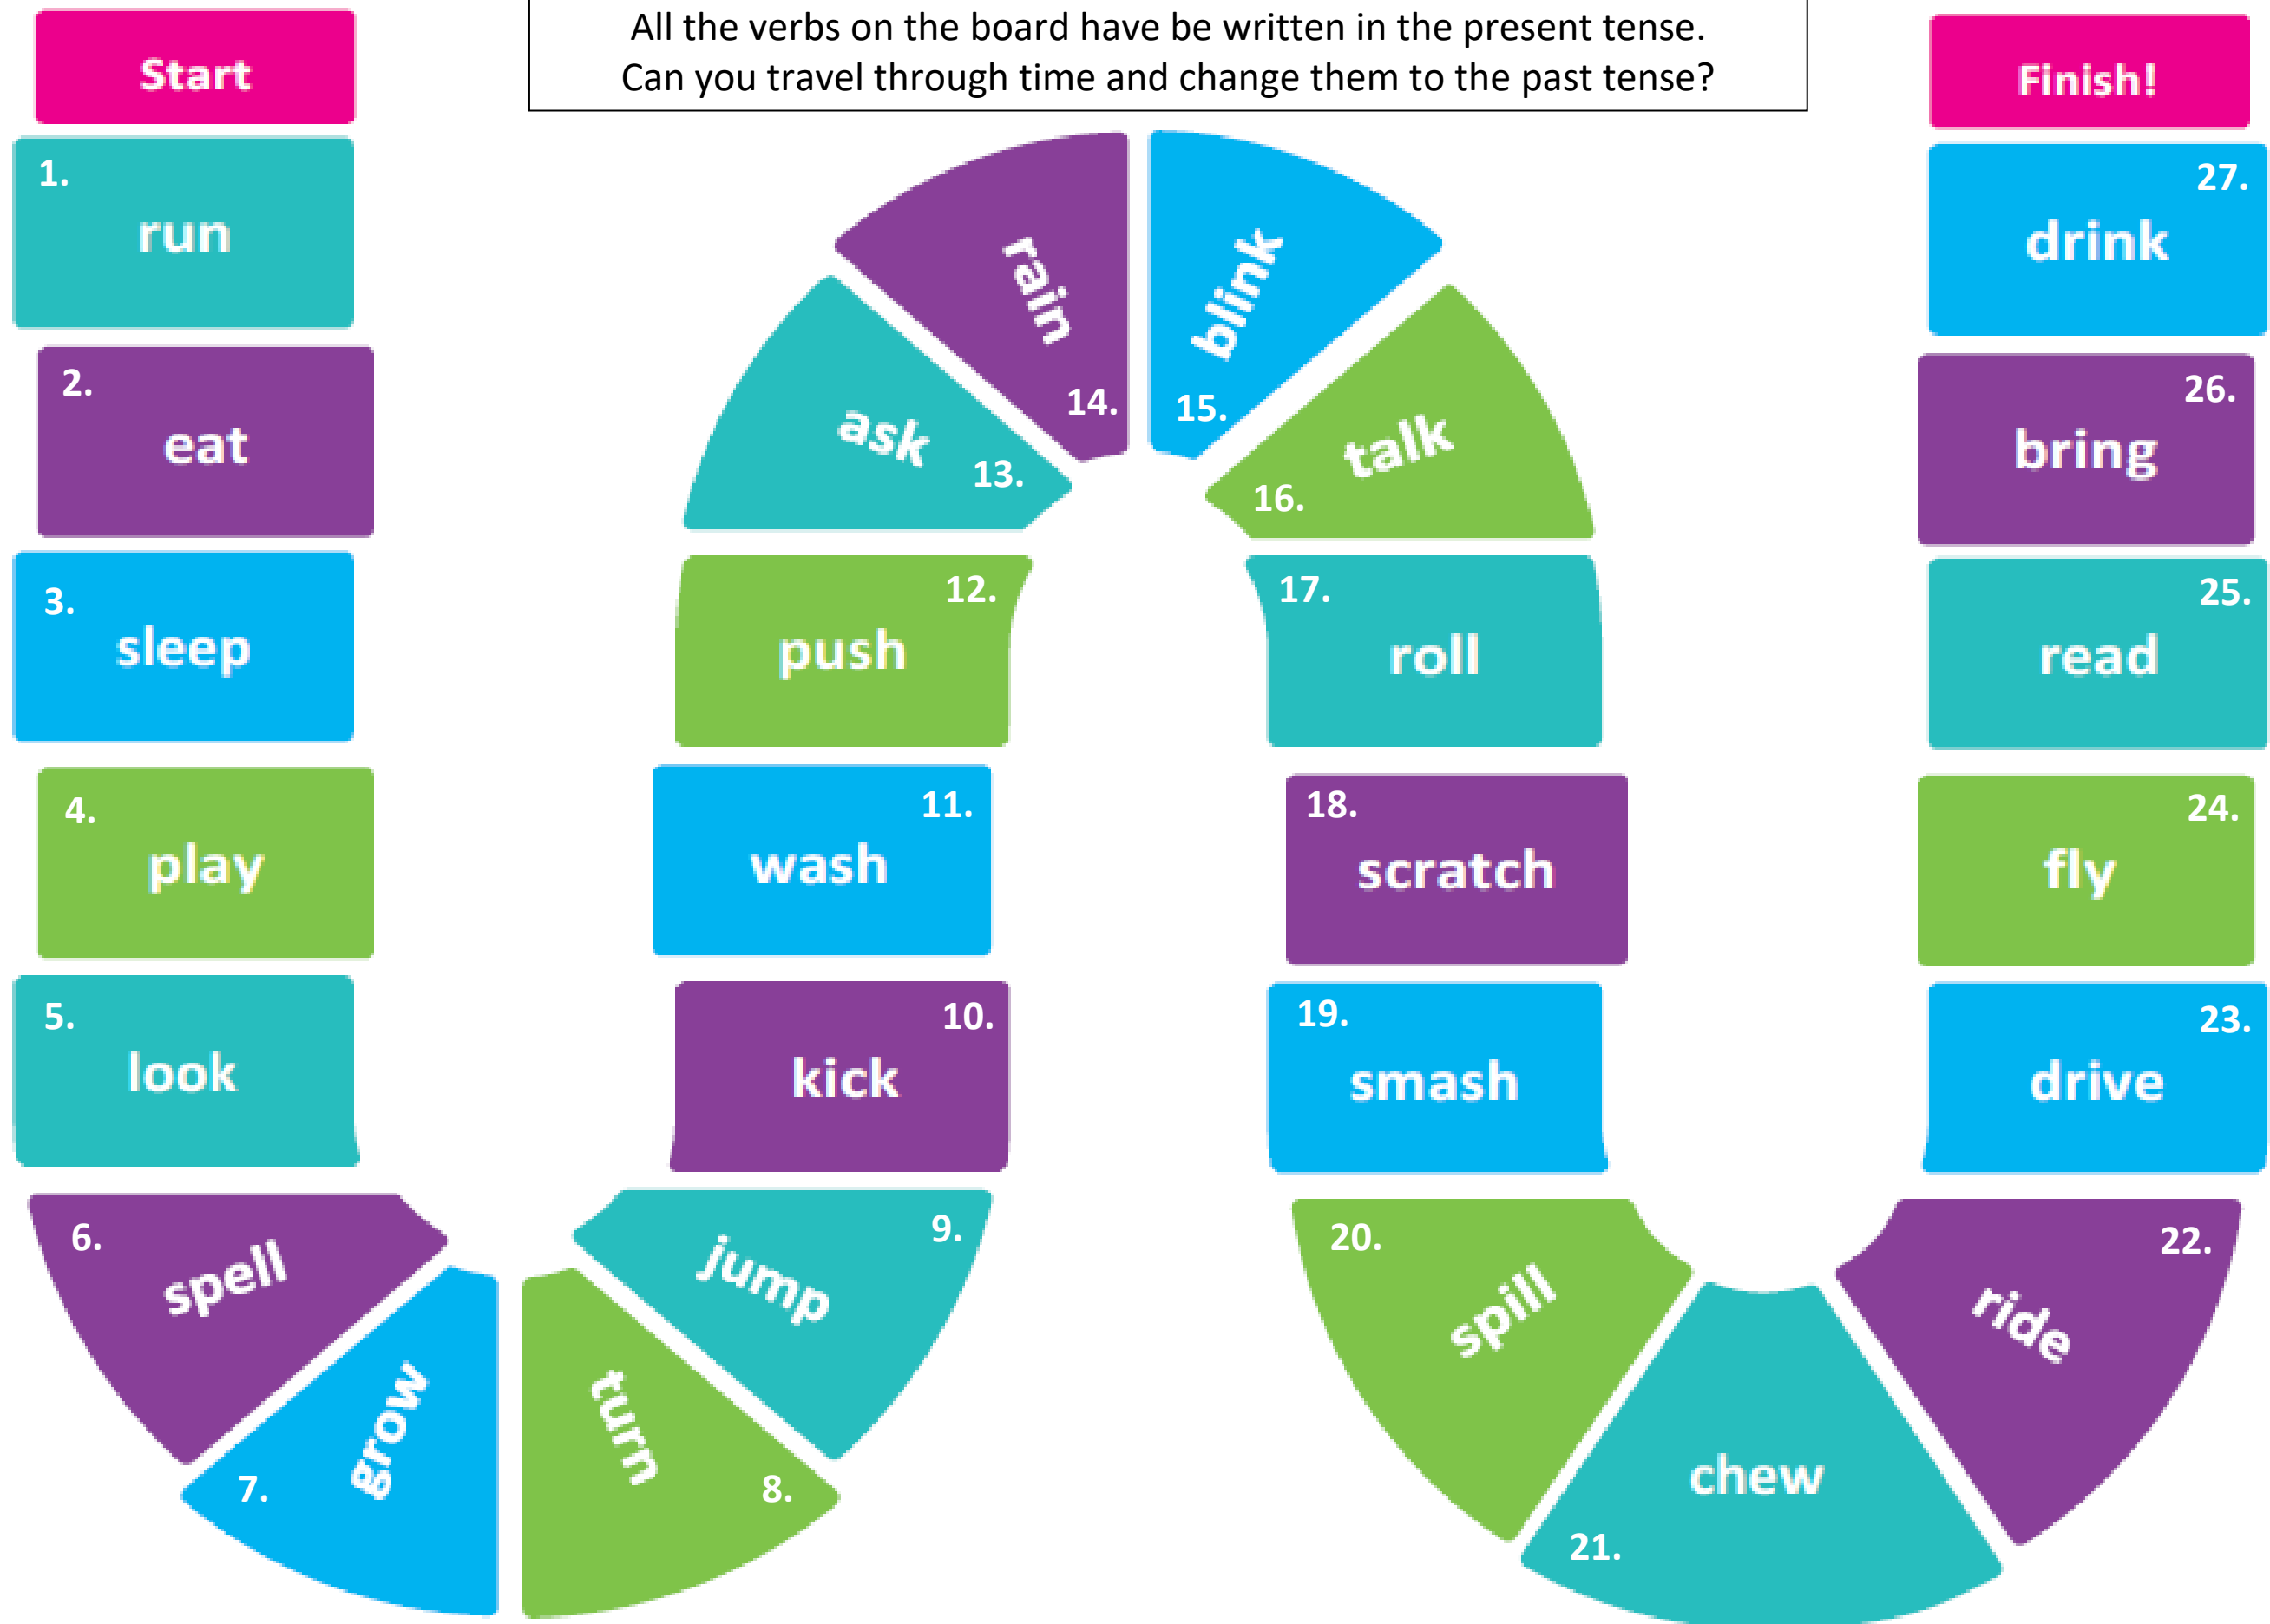 All the verbs on the board have be written in the present tense.
Can you travel through time and change them to the past tense?
Start
1.
run
2.
eat
3.
sleep
4.
play
5.
look
6.
spell
7.
grow
8.
turn
9.
jump
10.
kick
11.
wash
12.
push
13.
ask
14.
rain
15.
blink
16.
talk
17.
roll
18.
scratch
19.
smash
20.
spill
21.
chew
22.
ride
23.
drive
24.
fly
25.
read
26.
bring
27.
drink
Finish!